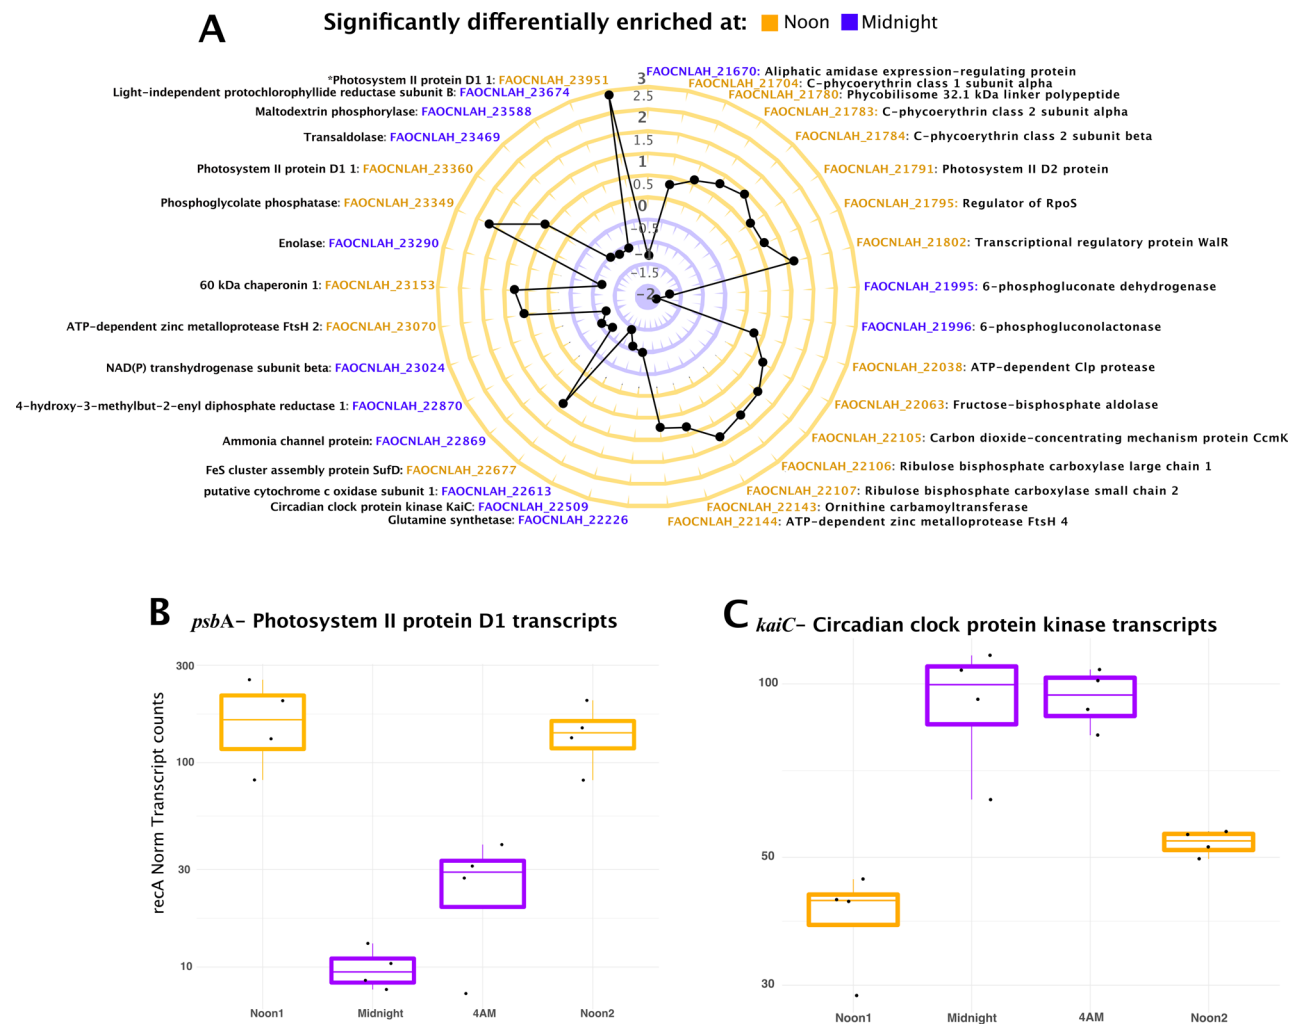 A
Significantly differentially enriched at: Noon Midnight
*Photosystem II protein D1 1: FAOCNLAH_23951
Light-independent protochlorophyllide reductase subunit B: FAOCNLAH_23674
Maltodextrin phosphorylase: FAOCNLAH_23588
Transaldolase: FAOCNLAH_23469
Photosystem II protein D1 1: FAOCNLAH_23360
Phosphoglycolate phosphatase: FAOCNLAH_23349
Enolase: FAOCNLAH_23290
60 kDa chaperonin 1: FAOCNLAH_23153
ATP-dependent zinc metalloprotease FtsH 2: FAOCNLAH_23070
NAD(P) transhydrogenase subunit beta: FAOCNLAH_23024
4-hydroxy-3-methylbut-2-enyl diphosphate reductase 1: FAOCNLAH_22870
Ammonia channel protein: FAOCNLAH_22869
FeS cluster assembly protein SufD: FAOCNLAH_22677
putative cytochrome c oxidase subunit 1: FAOCNLAH_22613
Circadian clock protein kinase KaiC: FAOCNLAH_22509
Glutamine synthetase: FAOCNLAH_22226
3
2.5
2
1.5
1
0.5
0
-0.5
-1
-1.5
-2
FAOCNLAH_21670: Aliphatic amidase expression-regulating protein
FAOCNLAH_21704: C-phycoerythrin class 1 subunit alpha
FAOCNLAH_21780: Phycobilisome 32.1 kDa linker polypeptide
FAOCNLAH_21783: C-phycoerythrin class 2 subunit alpha
FAOCNLAH_21784: C-phycoerythrin class 2 subunit beta
FAOCNLAH_21791: Photosystem II D2 protein
FAOCNLAH_21795: Regulator of RpoS
FAOCNLAH_21802: Transcriptional regulatory protein WalR
FAOCNLAH_21995: 6-phosphogluconate dehydrogenase
FAOCNLAH_21996: 6-phosphogluconolactonase
FAOCNLAH_22038: ATP-dependent Clp protease
FAOCNLAH_22063: Fructose-bisphosphate aldolase
FAOCNLAH_22105: Carbon dioxide-concentrating mechanism protein CcmK
FAOCNLAH_22106: Ribulose bisphosphate carboxylase large chain 1
FAOCNLAH_22107: Ribulose bisphosphate carboxylase small chain 2
FAOCNLAH_22143: Ornithine carbamoyltransferase
FAOCNLAH_22144: ATP-dependent zinc metalloprotease FtsH 4
B
psbA- Photosystem II protein D1 transcripts
recA Norm Transcript counts
300
100
30
10
Noon1 Midnight 4AM Noon2
C
kaiC- Circadian clock protein kinase transcripts
100
50
30
Noon1 Midnight 4AM Noon2